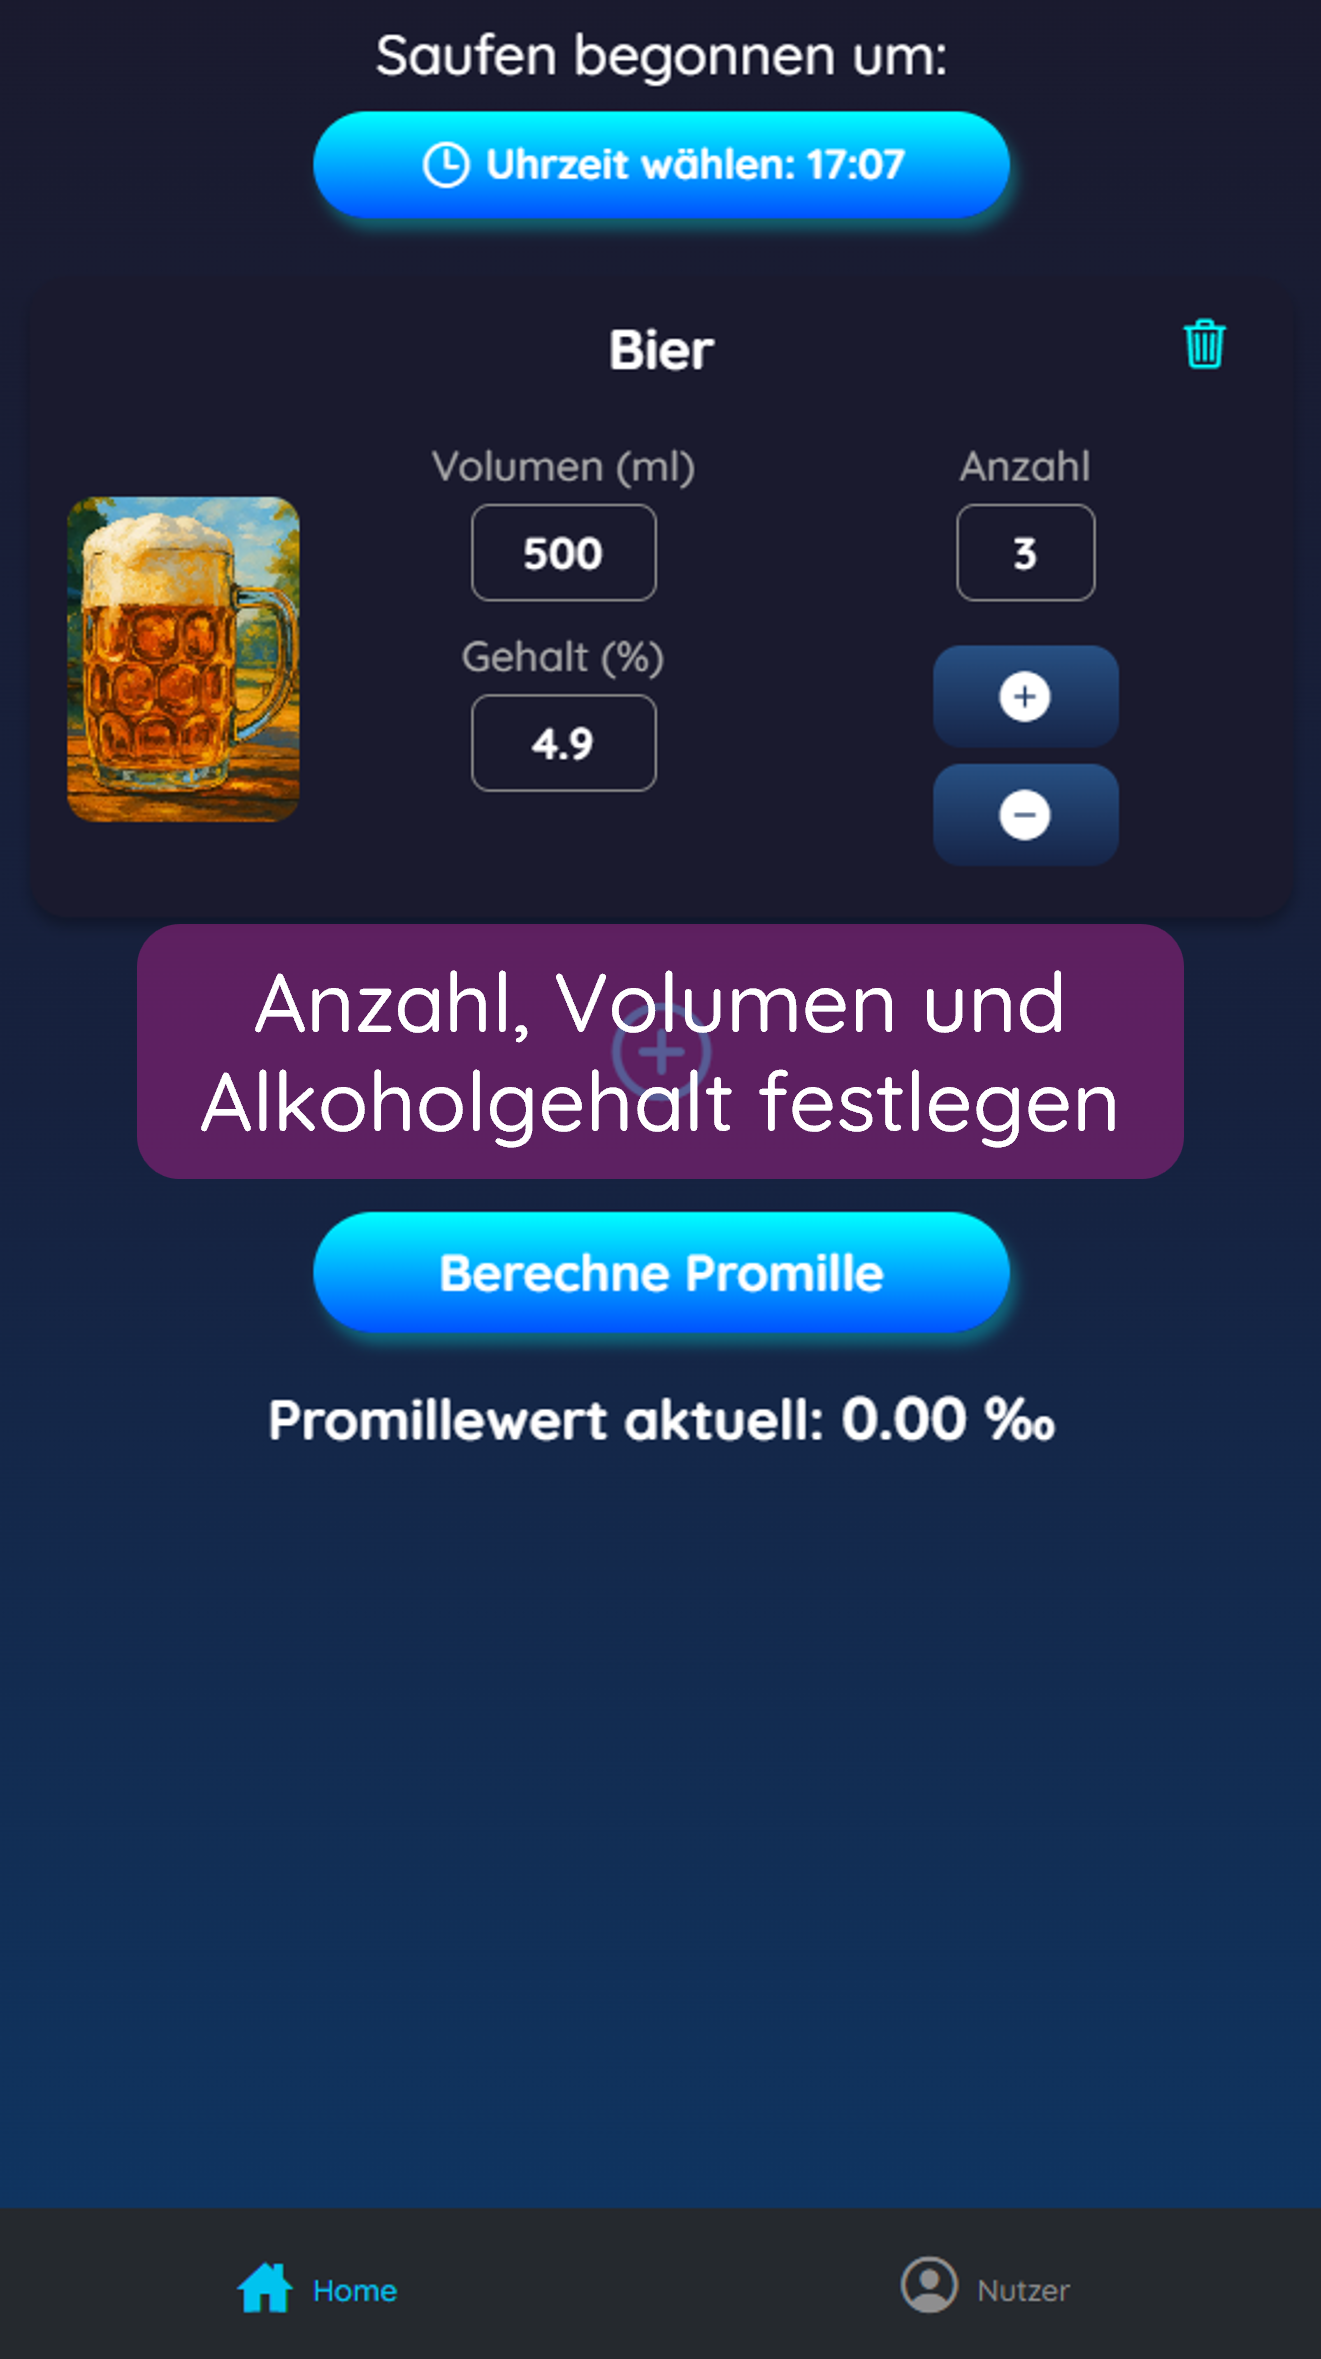 Saufen begonnen um:
Uhrzeit wählen: 17:07
Bier
Volumen (ml)
Anzahl
500
3
Gehalt (%)
4.9
Anzahl, Volumen und
Alkoholgehalt festlegen
Berechne Promille
Promillewert aktuell: 0.00 ‰
Home
Nutzer